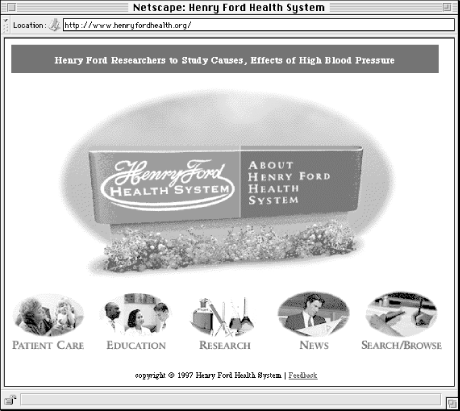 Netscape: Henry Ford Health System
Location: http://www.henryfordhealth.org/
Henry Ford Researchers to Study Causes, Effects of High Blood Pressure
Henry Ford
HEALTH SYSTEM
ABOUT
HENRY FORD
HEALTH
SYSTEM
PATIENT CARE EDUCATION RESEARCH NEWS SEARCH/BROWSE
copyright © 1997 Henry Ford Health System | Feedback